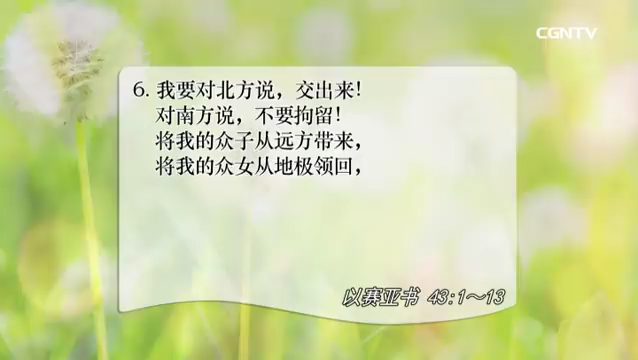 CGNTV
6. 我要对北方说，交出来！
对南方说，不要拘留！
将我的众子从远方带来，
将我的众女从地极领回，
以赛亚书 43:1～13